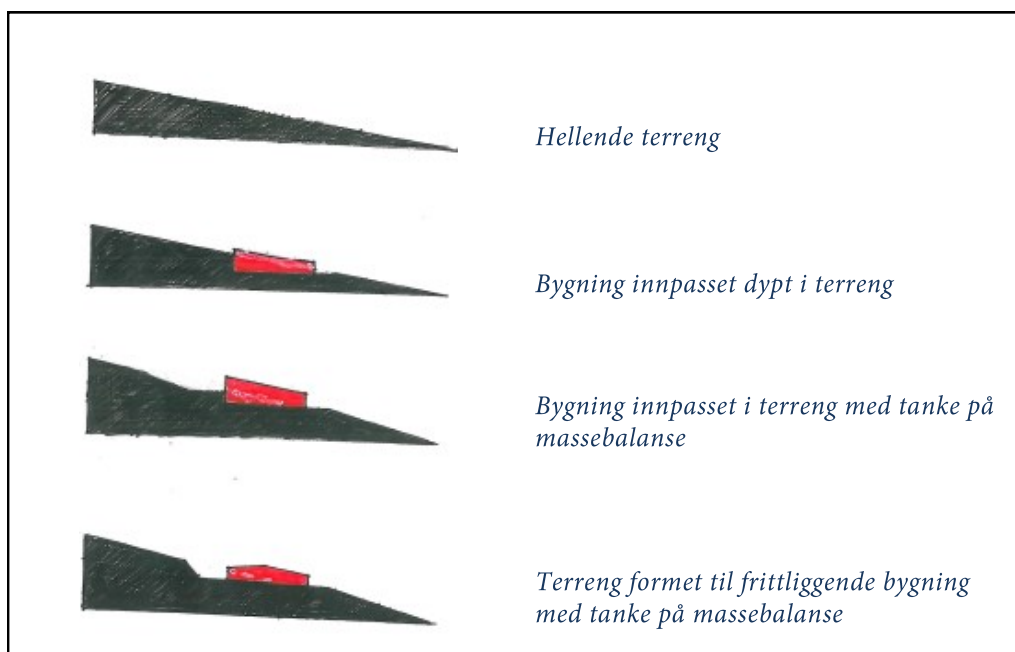 Hellende terreng
Bygning innpasset dypt i terreng
Bygning innpasset i terreng med tanke på
massebalanse
Terreng formet til frittliggende bygning
med tanke på massebalanse